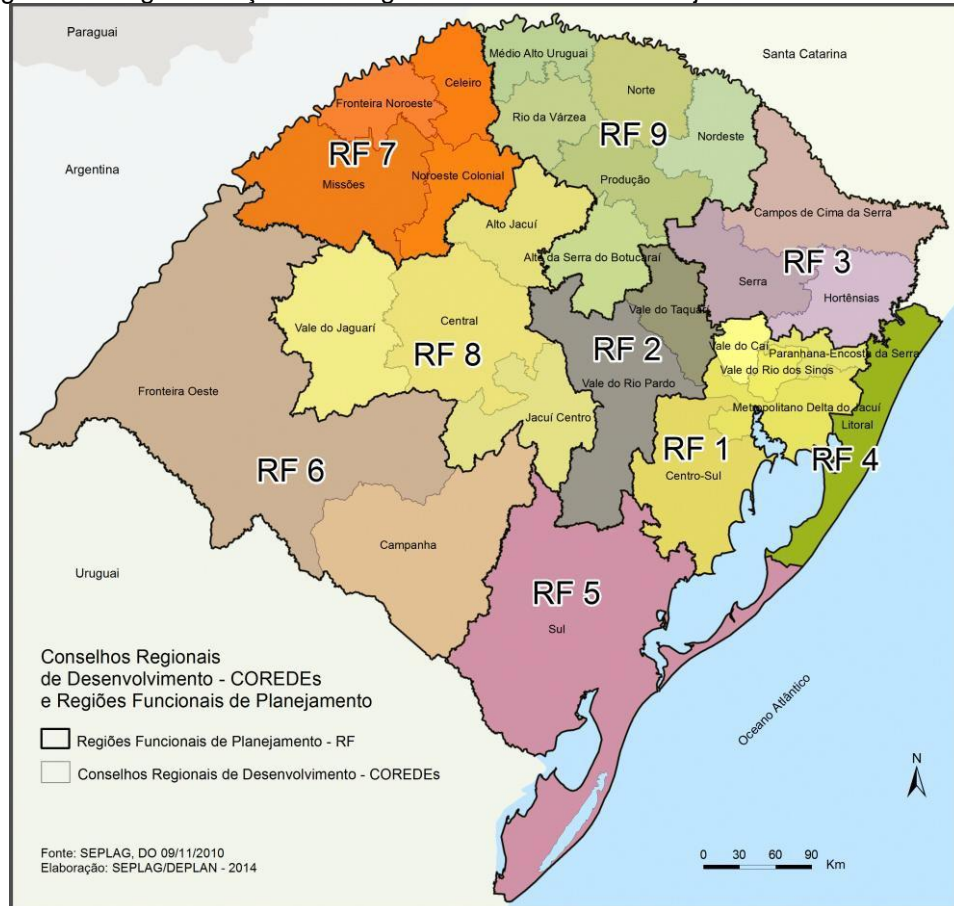 Paraguai
Santa Catarina
Argentina
Uruguai
Oceano Atlântico
Médio Alto Uruguai
Celeiro
Norte
Fronteira Noroeste
Rio da Várzea
RF 9
Nordeste
RF 7
Missões
Noroeste Colonial
Produção
Alto Jacuí
Campos de Cima da Serra
Alto da Serra do Botucaraí
RF 3
Serra
Hortênsias
Vale do Taquari
Vale do Jaguarí
Central
RF 8
RF 2
Vale do Caí
Paranhana-Encosta da Serra
Vale do Rio dos Sinos
Vale do Rio Pardo
Fronteira Oeste
Jacuí Centro
Metropolitano Delta do Jacuí
Litoral
RF 1
RF 4
Centro-Sul
RF 6
Campanha
RF 5
Sul
Conselhos Regionais
de Desenvolvimento - COREDEs
e Regiões Funcionais de Planejamento
Regiões Funcionais de Planejamento - RF
Conselhos Regionais de Desenvolvimento - COREDEs
Fonte: SEPLAG, DO 09/11/2010
Elaboração: SEPLAG/DEPLAN - 2014
N
0 30 60 90
Km